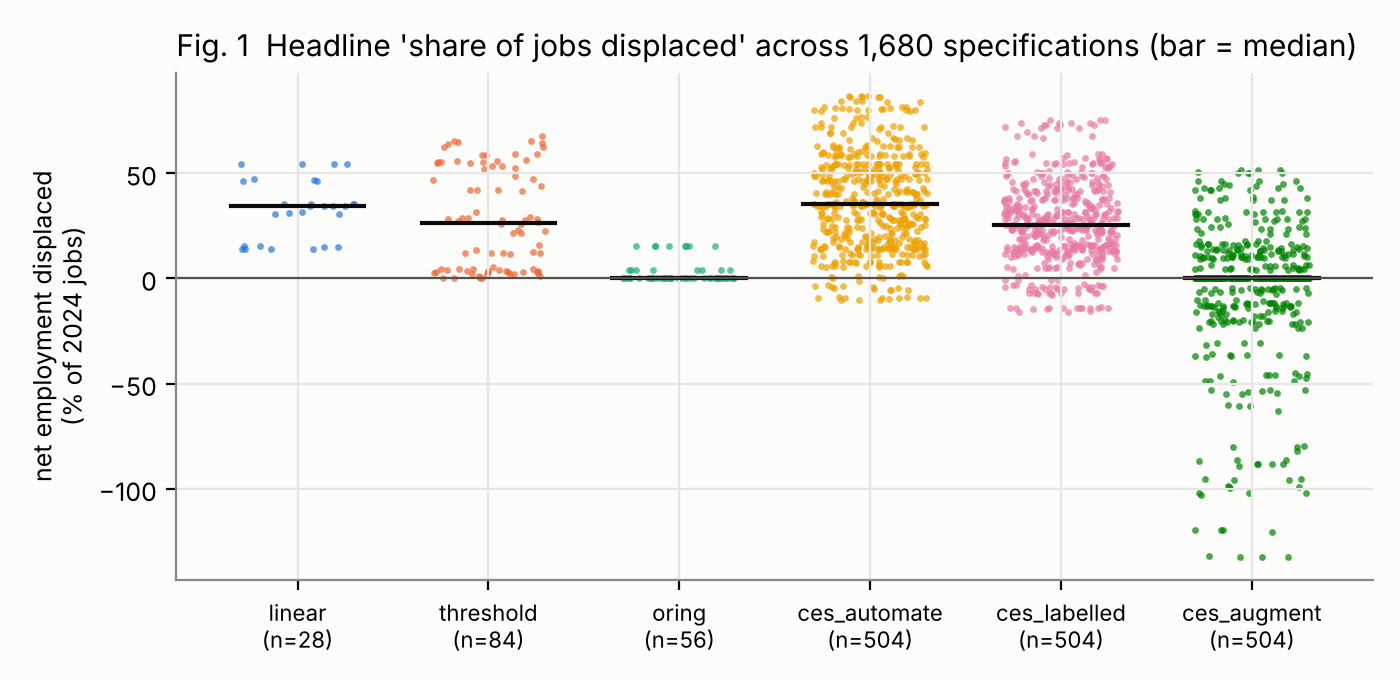 Fig. 1  Headline 'share of jobs displaced' across 1,680 specifications (bar = median)
net employment displaced
(% of 2024 jobs)
50
0
−50
−100
linear
(n=28)
threshold
(n=84)
oring
(n=56)
ces_automate
(n=504)
ces_labelled
(n=504)
ces_augment
(n=504)